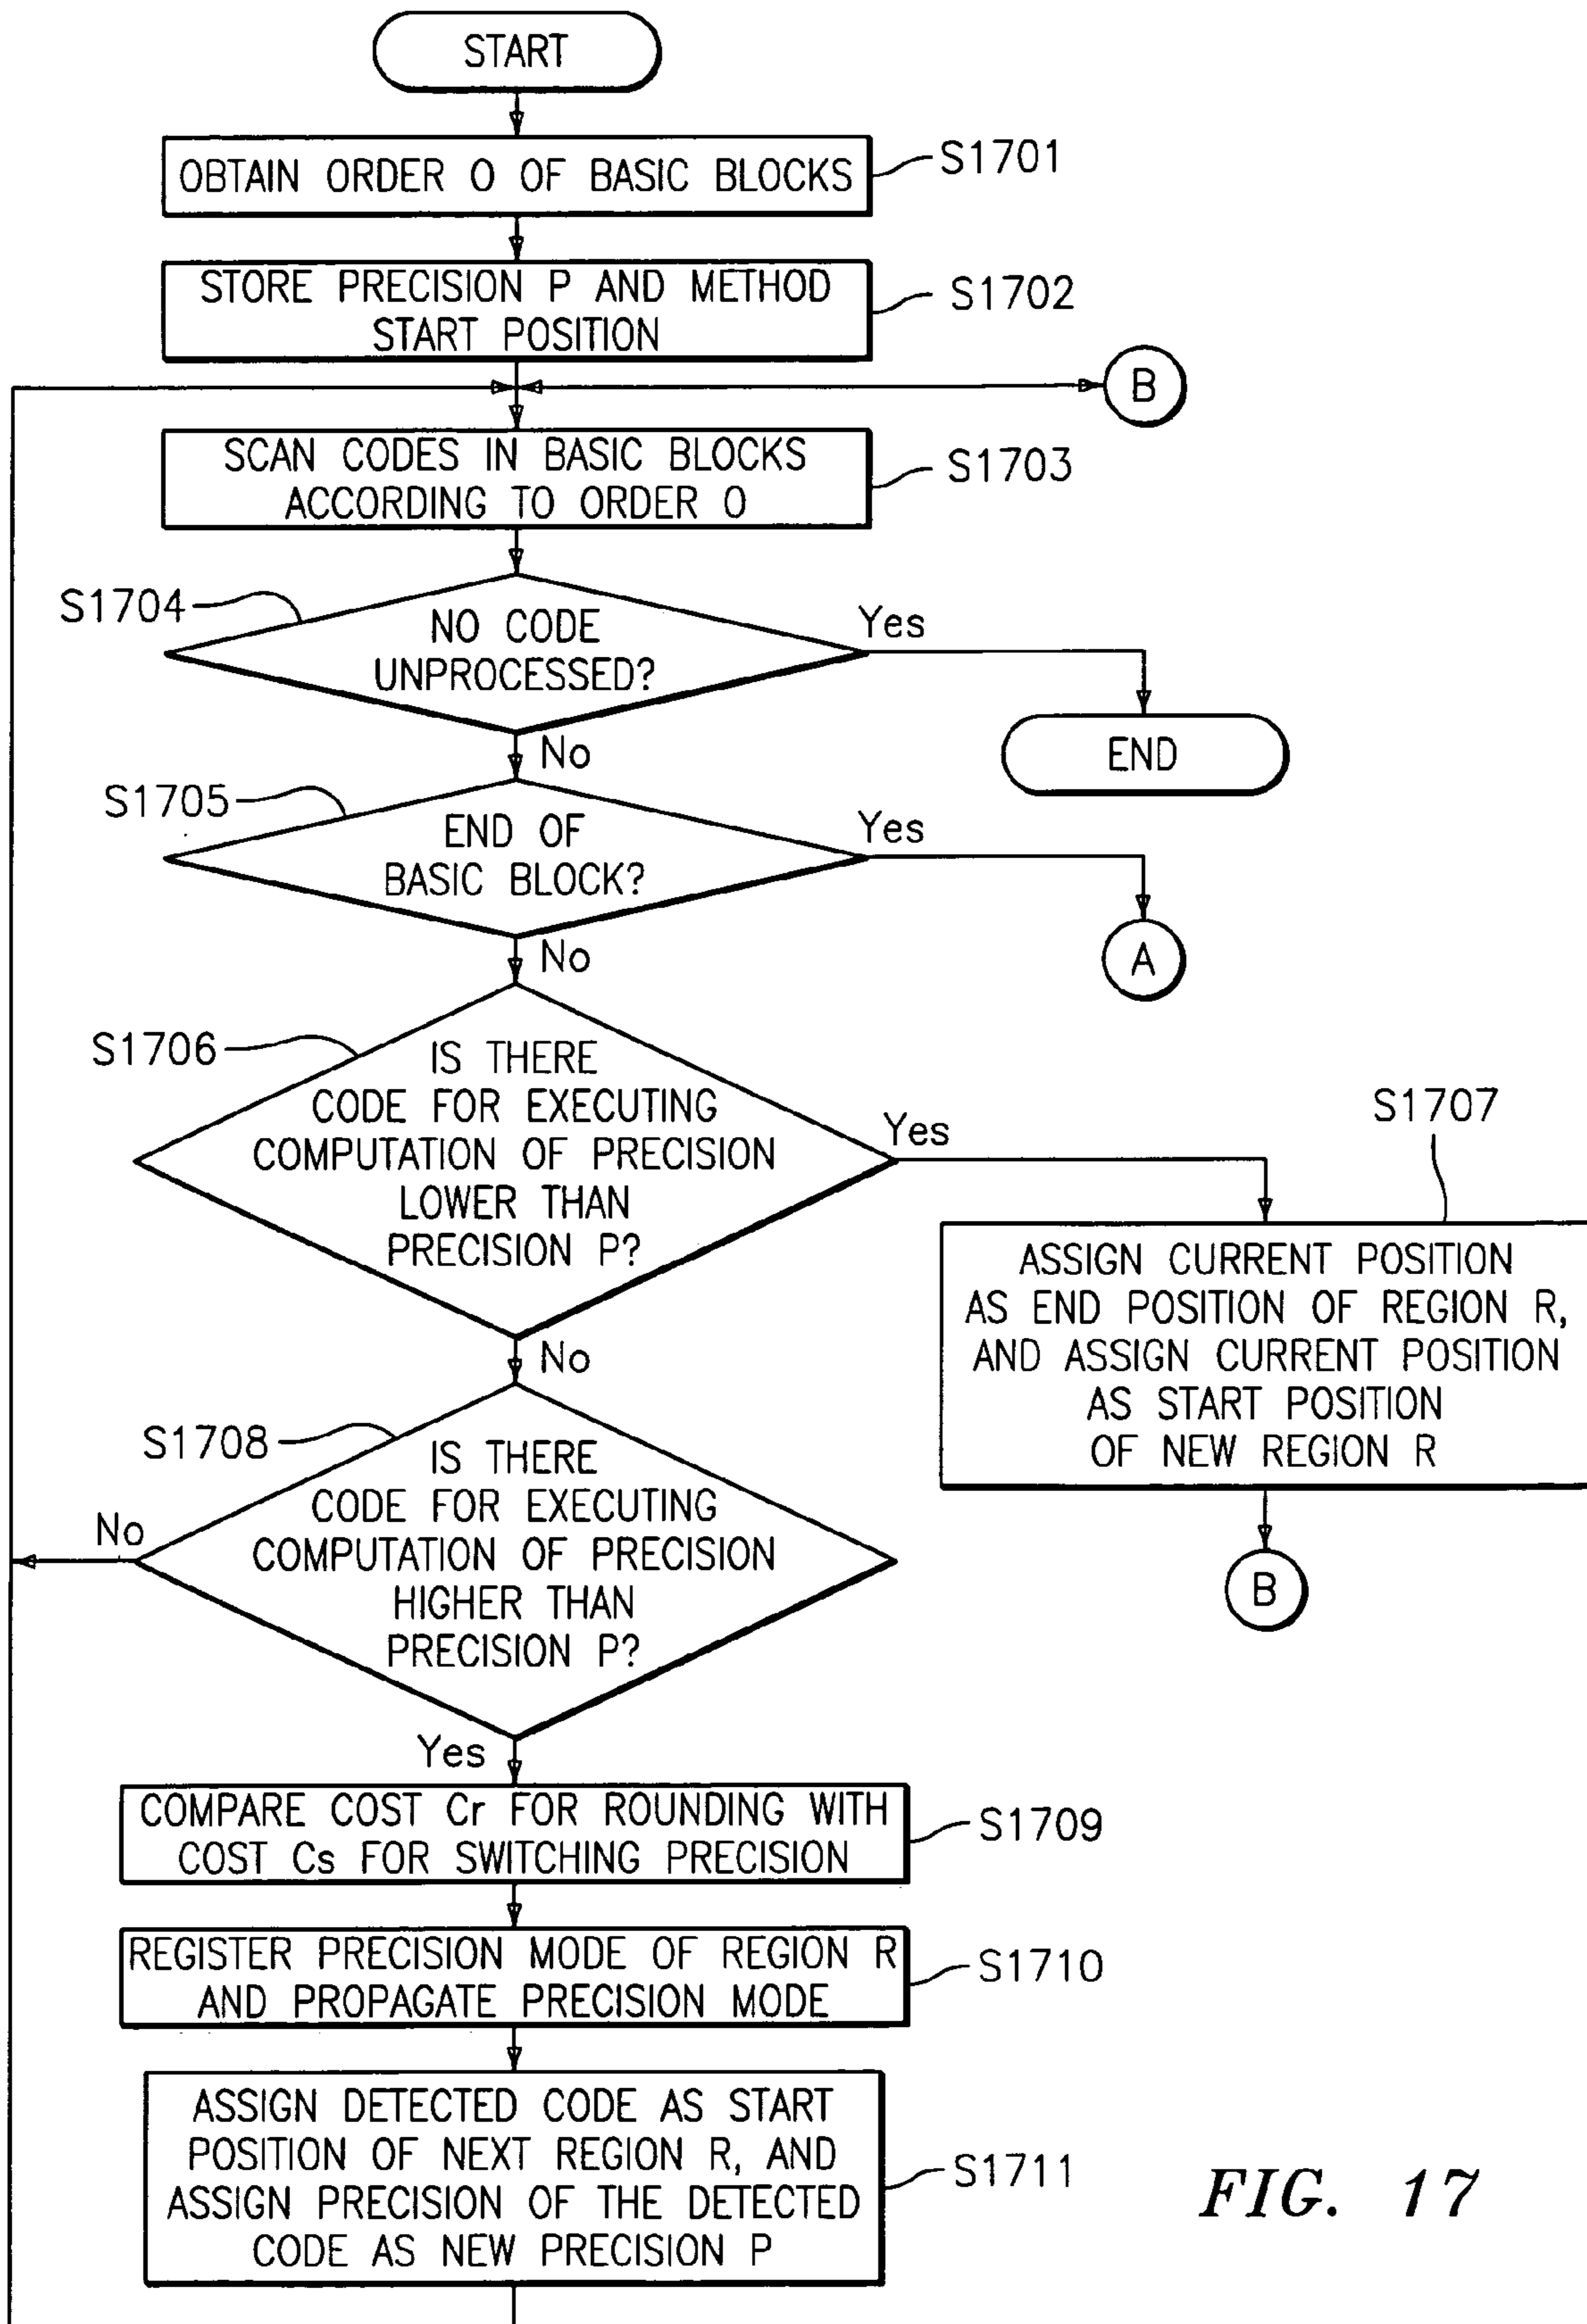 START
OBTAIN ORDER O OF BASIC BLOCKS
S1701
STORE PRECISION P AND METHOD
START POSITION
S1702
B
SCAN CODES IN BASIC BLOCKS
ACCORDING TO ORDER O
S1703
S1704
NO CODE
UNPROCESSED?
Yes
No
END
S1705
END OF
BASIC BLOCK?
Yes
No
A
S1706
IS THERE
CODE FOR EXECUTING
COMPUTATION OF PRECISION
LOWER THAN
PRECISION P?
Yes
No
S1707
ASSIGN CURRENT POSITION
AS END POSITION OF REGION R,
AND ASSIGN CURRENT POSITION
AS START POSITION
OF NEW REGION R
B
S1708
IS THERE
CODE FOR EXECUTING
COMPUTATION OF PRECISION
HIGHER THAN
PRECISION P?
No
Yes
COMPARE COST Cr FOR ROUNDING WITH
COST Cs FOR SWITCHING PRECISION
S1709
REGISTER PRECISION MODE OF REGION R
AND PROPAGATE PRECISION MODE
S1710
ASSIGN DETECTED CODE AS START
POSITION OF NEXT REGION R, AND
ASSIGN PRECISION OF THE DETECTED
CODE AS NEW PRECISION P
S1711
FIG. 17